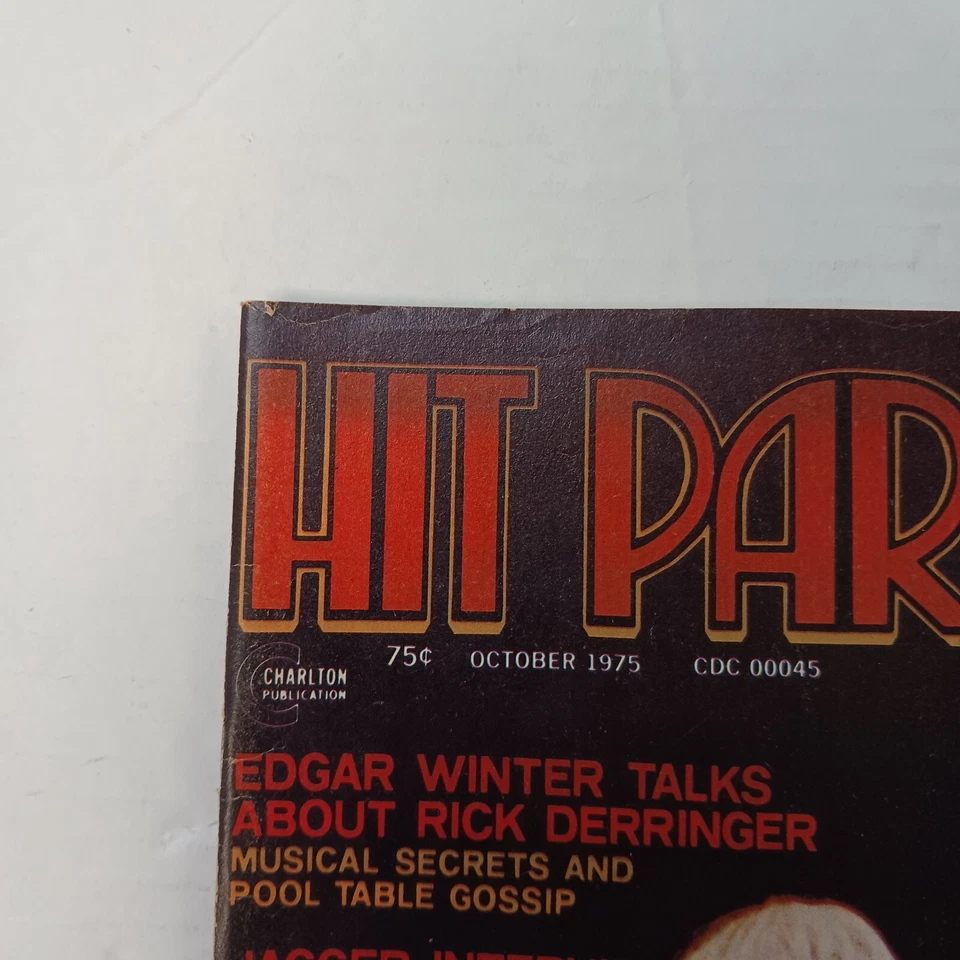 HIT PAR
75¢ OCTOBER 1975 CDC 00045
CHARLTON
PUBLICATION
EDGAR WINTER TALKS
ABOUT RICK DERRINGER
MUSICAL SECRETS AND
POOL TABLE GOSSIP
JAGGER